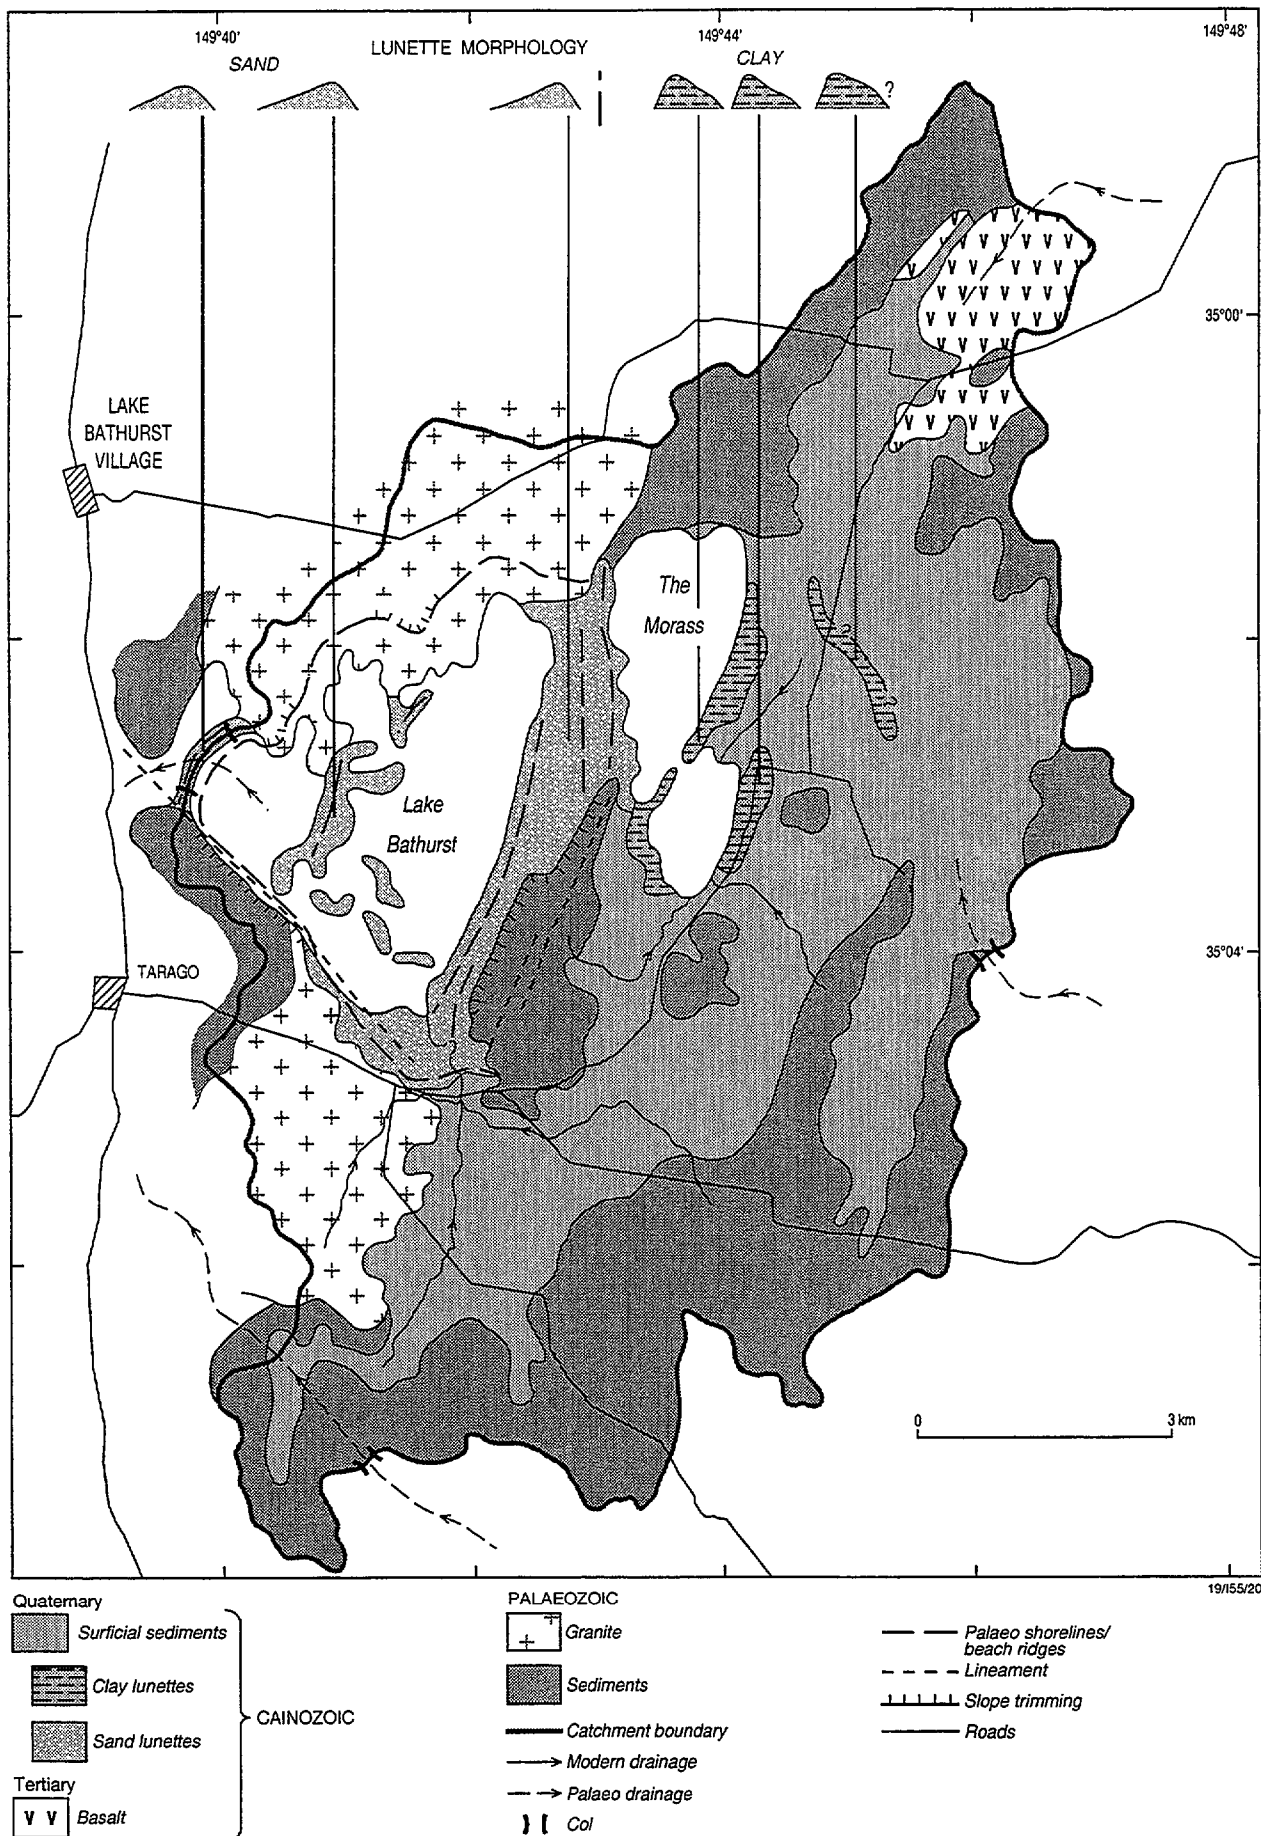 149°40'
149°44'
149°48'
LUNETTE MORPHOLOGY
SAND
CLAY
?
35°00'
LAKE
BATHURST
VILLAGE
The
Morass
?
Lake
Bathurst
35°04'
TARAGO
0
3 km
19/155/20
Quaternary
Surficial sediments
Clay lunettes
Sand lunettes
CAINOZOIC
Tertiary
V V
Basalt
PALAEOZOIC
Granite
Sediments
Catchment boundary
Modern drainage
Palaeo drainage
Col
Palaeo shorelines/
beach ridges
Lineament
Slope trimming
Roads